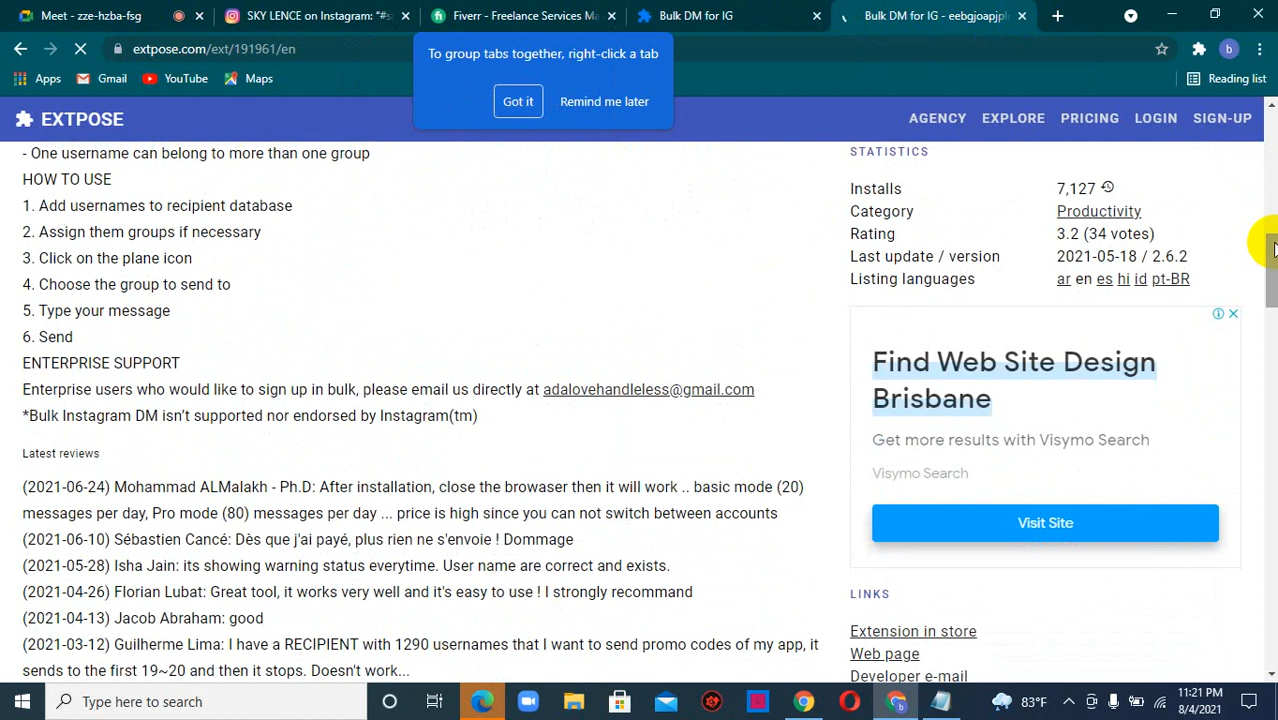 Meet - zze-hzba-fsg
SKY LENCE on Instagram: "#s
Fiverr - Freelance Services M
Bulk DM for IG
Bulk DM for IG - eebgjoapjpl
extpose.com/ext/191961/en
Apps
Gmail
YouTube
Maps
Reading list
To group tabs together, right-click a tab
Got it
Remind me later
EXTPOSE
AGENCY
EXPLORE
PRICING
LOGIN
SIGN-UP
- One username can belong to more than one group
HOW TO USE
1. Add usernames to recipient database
2. Assign them groups if necessary
3. Click on the plane icon
4. Choose the group to send to
5. Type your message
6. Send
ENTERPRISE SUPPORT
Enterprise users who would like to sign up in bulk, please email us directly at adalovehandleless@gmail.com
*Bulk Instagram DM isn't supported nor endorsed by Instagram(tm)
Latest reviews
(2021-06-24) Mohammad ALMalakh - Ph.D: After installation, close the browaser then it will work .. basic mode (20)
messages per day, Pro mode (80) messages per day ... price is high since you can not switch between accounts
(2021-06-10) Sébastien Cancé: Dès que j'ai payé, plus rien ne s'envoie ! Dommage
(2021-05-28) Isha Jain: its showing warning status everytime. User name are correct and exists.
(2021-04-26) Florian Lubat: Great tool, it works very well and it's easy to use ! I strongly recommand
(2021-04-13) Jacob Abraham: good
(2021-03-12) Guilherme Lima: I have a RECIPIENT with 1290 usernames that I want to send promo codes of my app, it
sends to the first 19~20 and then it stops. Doesn't work...
STATISTICS
Installs 7,127
Category Productivity
Rating 3.2 (34 votes)
Last update / version 2021-05-18 / 2.6.2
Listing languages ar en es hi id pt-BR
Find Web Site Design
Brisbane
Get more results with Visymo Search
Visymo Search
Visit Site
LINKS
Extension in store
Web page
Developer e-mail
Type here to search
83°F
11:21 PM
8/4/2021